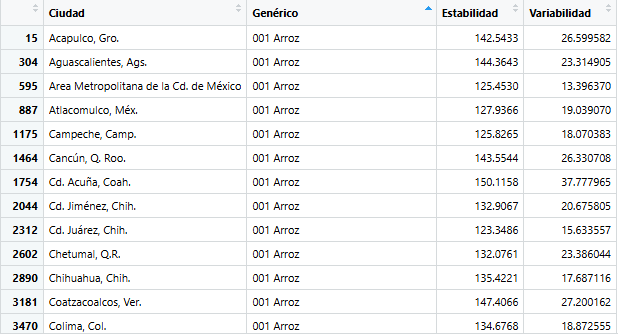 Ciudad Genérico Estabilidad Variabilidad
15 Acapulco, Gro. 001 Arroz 142.5433 26.599582
304 Aguascalientes, Ags. 001 Arroz 144.3643 23.314905
595 Area Metropolitana de la Cd. de México 001 Arroz 125.4530 13.396370
887 Atlacomulco, Méx. 001 Arroz 127.9366 19.039070
1175 Campeche, Camp. 001 Arroz 125.8265 18.070383
1464 Cancún, Q. Roo. 001 Arroz 143.5544 26.330708
1754 Cd. Acuña, Coah. 001 Arroz 150.1158 37.777965
2044 Cd. Jiménez, Chih. 001 Arroz 132.9067 20.675805
2312 Cd. Juárez, Chih. 001 Arroz 123.3486 15.633557
2602 Chetumal, Q.R. 001 Arroz 132.0761 23.386044
2890 Chihuahua, Chih. 001 Arroz 135.4221 17.687116
3181 Coatzacoalcos, Ver. 001 Arroz 147.4066 27.200162
3470 Colima, Col. 001 Arroz 134.6768 18.872555